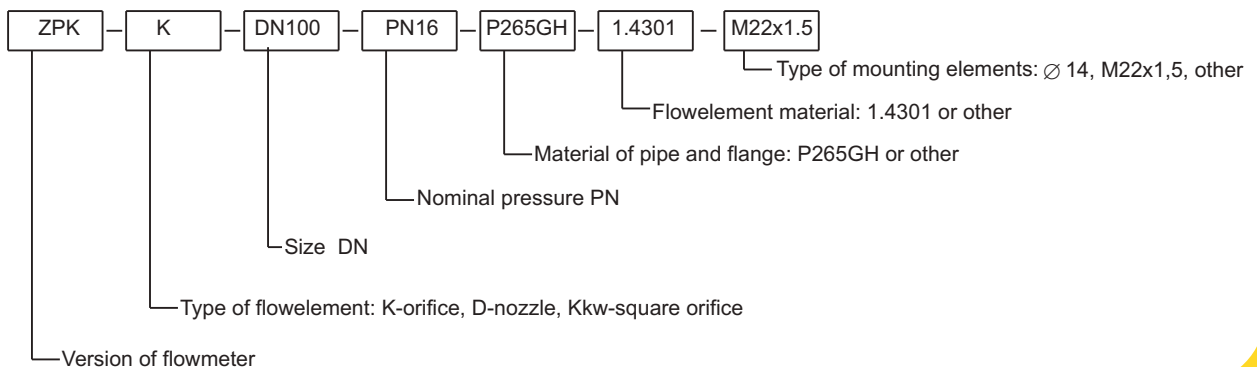 ZPK – K – DN100 – PN16 – P265GH – 1.4301 – M22x1.5
Type of mounting elements: ∅ 14, M22x1,5, other
Flowelement material: 1.4301 or other
Material of pipe and flange: P265GH or other
Nominal pressure PN
Size DN
Type of flowelement: K-orifice, D-nozzle, Kkw-square orifice
Version of flowmeter